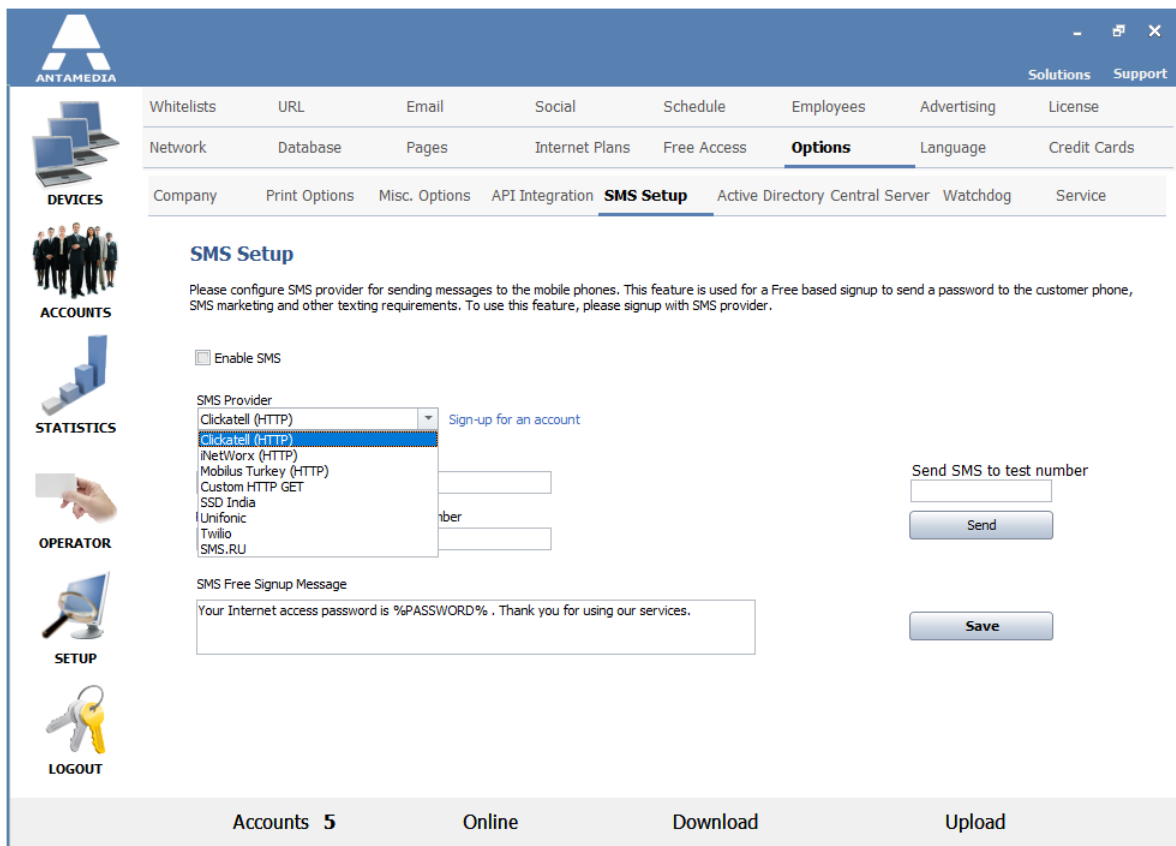 ANTAMEDIA
Solutions Support
Whitelists URL Email Social Schedule Employees Advertising License
Network Database Pages Internet Plans Free Access Options Language Credit Cards
Company Print Options Misc. Options API Integration SMS Setup Active Directory Central Server Watchdog Service
DEVICES
ACCOUNTS
STATISTICS
OPERATOR
SETUP
LOGOUT
SMS Setup
Please configure SMS provider for sending messages to the mobile phones. This feature is used for a Free based signup to send a password to the customer phone,
SMS marketing and other texting requirements. To use this feature, please signup with SMS provider.
Enable SMS
SMS Provider
Clickatell (HTTP) Sign-up for an account
Clickatell (HTTP)
iNetWorx (HTTP)
Mobilus Turkey (HTTP)
Custom HTTP GET
SSD India
Unifonic
Twilio
SMS.RU
Send SMS to test number
Send
SMS Free Signup Message
Your Internet access password is %PASSWORD% . Thank you for using our services.
Save
Accounts 5 Online Download Upload